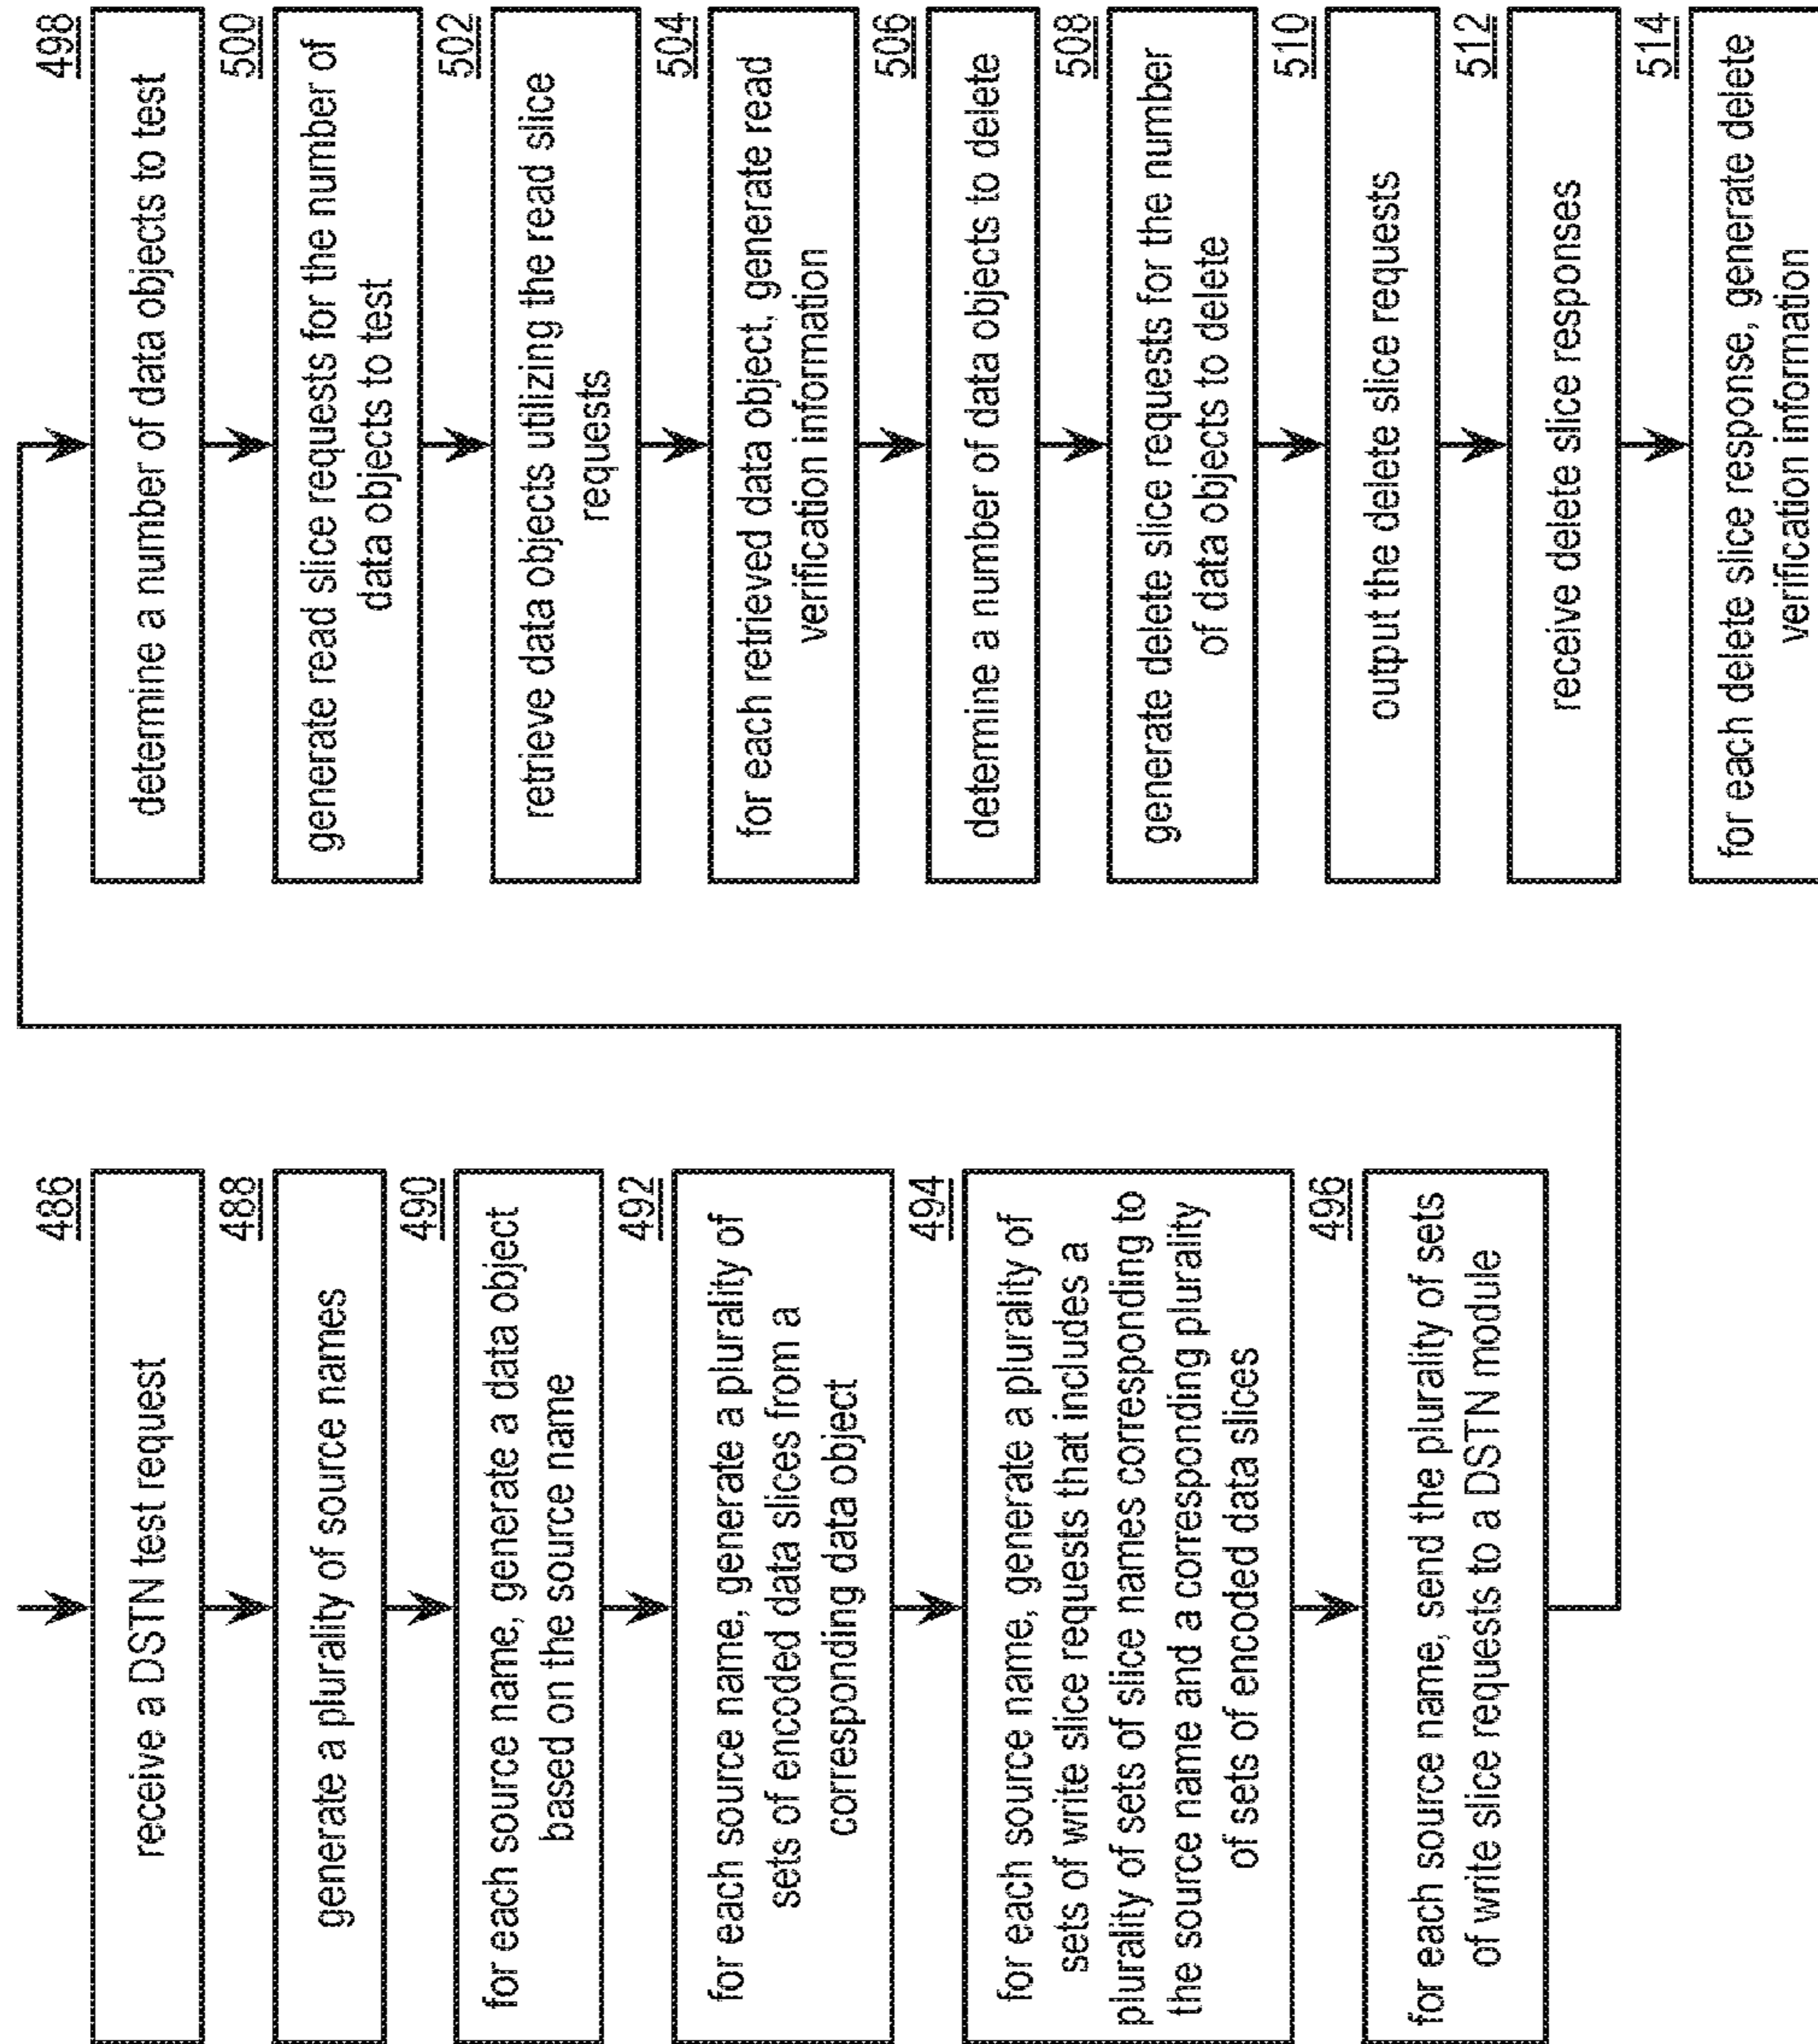 486
receive a DSTN test request
488
generate a plurality of source names
490
for each source name, generate a data object
based on the source name
492
for each source name, generate a plurality of
sets of encoded data slices from a
corresponding data object
494
for each source name, generate a plurality of
sets of write slice requests that includes a
plurality of sets of slice names corresponding to
the source name and a corresponding plurality
of sets of encoded data slices
496
for each source name, send the plurality of sets
of write slice requests to a DSTN module
498
determine a number of data objects to test
500
generate read slice requests for the number of
data objects to test
502
retrieve data objects utilizing the read slice
requests
504
for each retrieved data object, generate read
verification information
506
determine a number of data objects to delete
508
generate delete slice requests for the number
of data objects to delete
510
output the delete slice requests
512
receive delete slice responses
514
for each delete slice response, generate delete
verification information